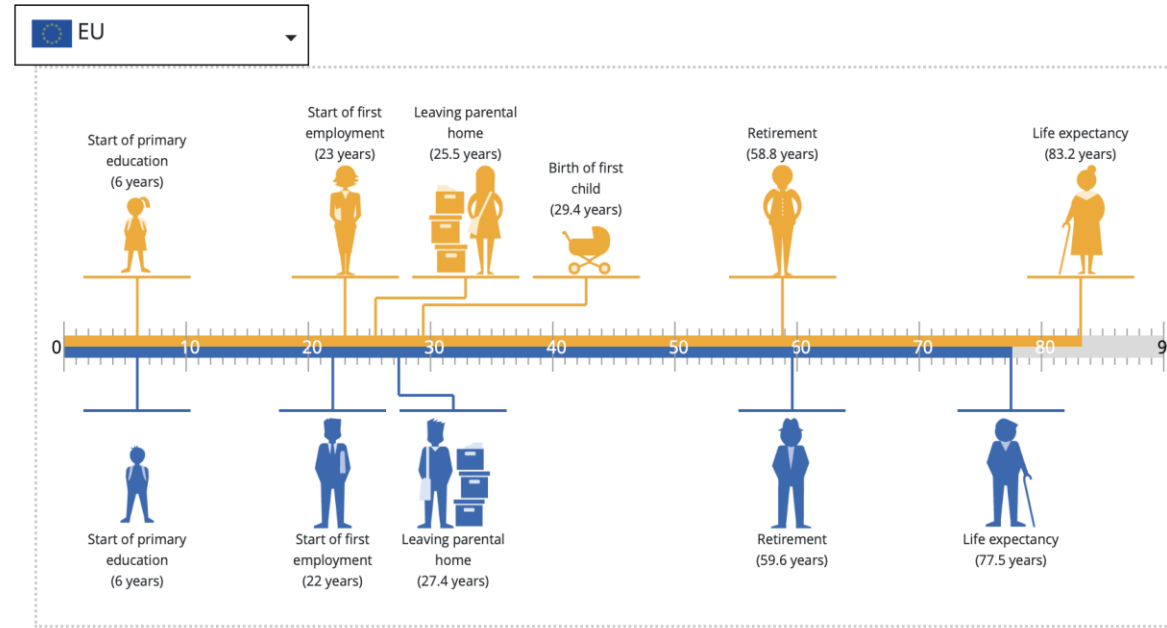 EU
Start of primary
education
(6 years)
Start of first
employment
(23 years)
Leaving parental
home
(25.5 years)
Birth of first
child
(29.4 years)
Retirement
(58.8 years)
Life expectancy
(83.2 years)
0 10 20 30 40 50 60 70 80 9
Start of primary
education
(6 years)
Start of first
employment
(22 years)
Leaving parental
home
(27.4 years)
Retirement
(59.6 years)
Life expectancy
(77.5 years)